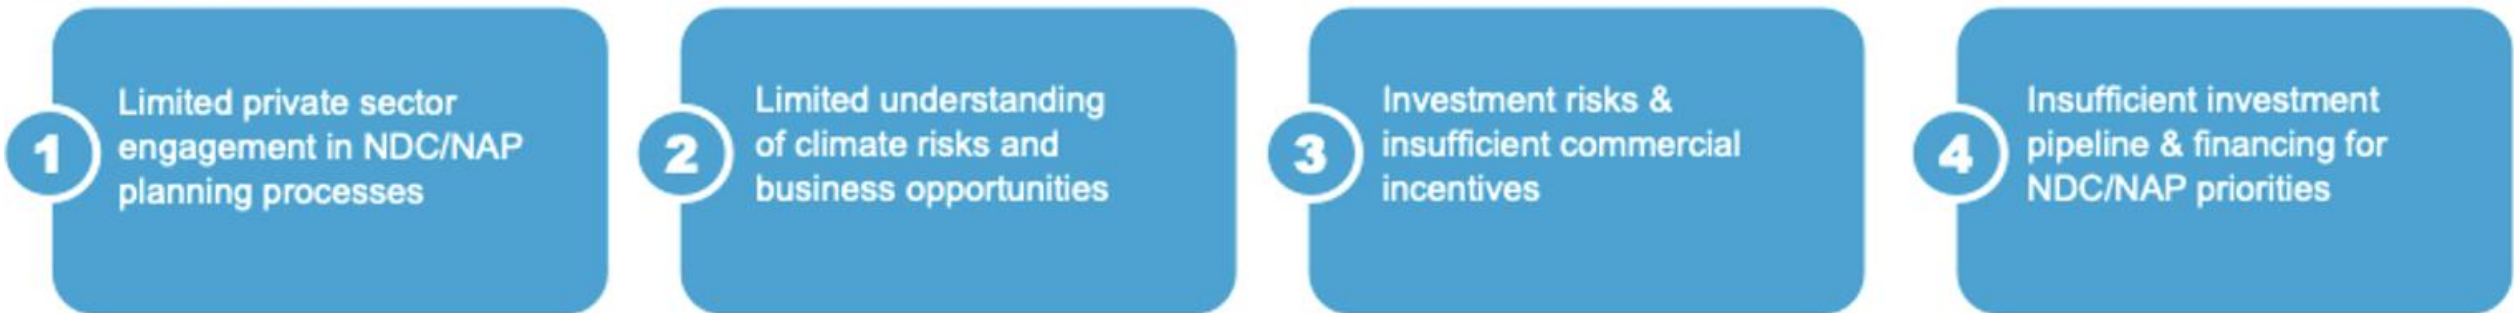 1
Limited private sector
engagement in NDC/NAP
planning processes
2
Limited understanding
of climate risks and
business opportunities
3
Investment risks &
insufficient commercial
incentives
4
Insufficient investment
pipeline & financing for
NDC/NAP priorities